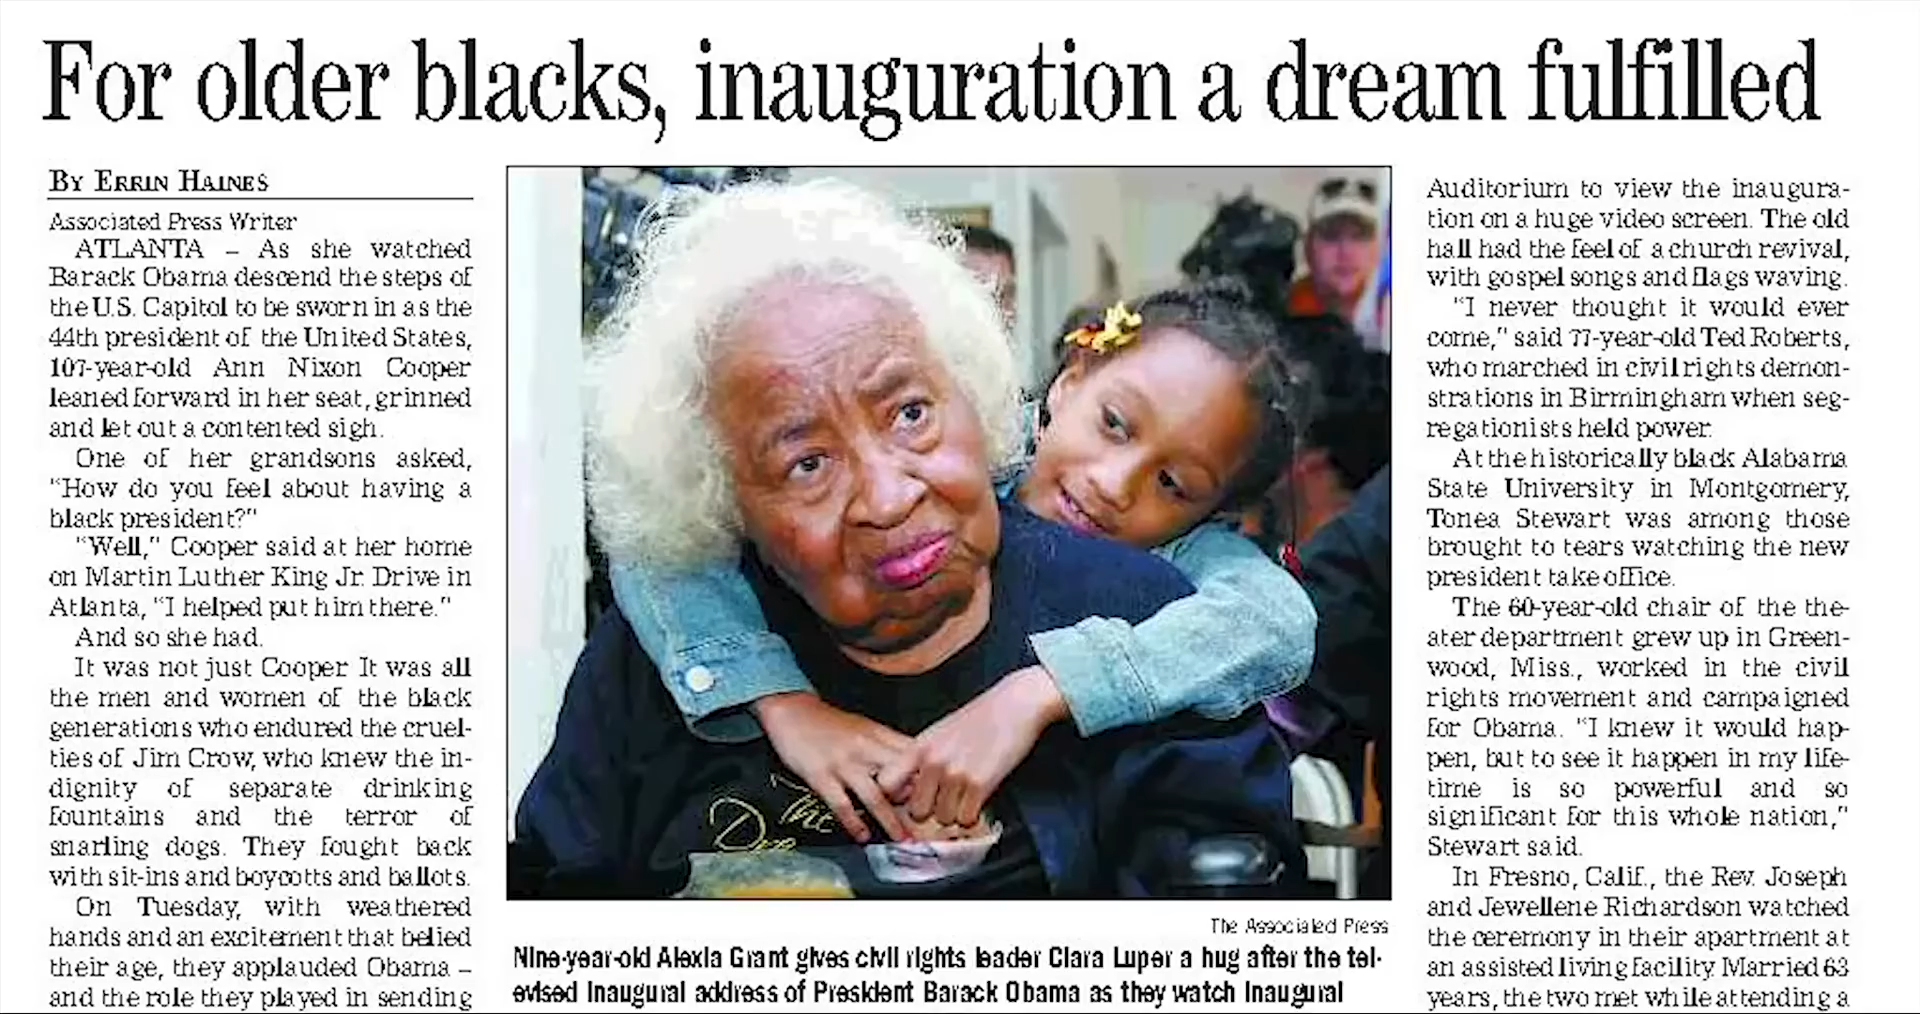 For older blacks, inauguration a dream fulfilled
BY ERRIN HAINES
Associated Press Writer
ATLANTA – As she watched
Barack Obama descend the steps of
the U.S. Capitol to be sworn in as the
44th president of the United States,
107-year-old Ann Nixon Cooper
leaned forward in her seat, grinned
and let out a contented sigh.
One of her grandsons asked,
“How do you feel about having a
black president?”
“Well,” Cooper said at her home
on Martin Luther King Jr. Drive in
Atlanta, “I helped put him there.”
And so she had.
It was not just Cooper. It was all
the men and women of the black
generations who endured the cruel-
ties of Jim Crow, who knew the in-
dignity of separate drinking
fountains and the terror of
snarling dogs. They fought back
with sit-ins and boycotts and ballots.
On Tuesday, with weathered
hands and an excitement that belied
their age, they applauded Obama –
and the role they played in sending
The
The Associated Press
Nine-year-old Alexia Grant gives civil rights leader Clara Luper a hug after the tel-
evised Inaugural address of President Barack Obama as they watch Inaugural
Auditorium to view the inaugura-
tion on a huge video screen. The old
hall had the feel of a church revival,
with gospel songs and flags waving.
“I never thought it would ever
come,” said 77-year-old Ted Roberts,
who marched in civil rights demon-
strations in Birmingham when seg-
regationists held power.
At the historically black Alabama
State University in Montgomery,
Tonea Stewart was among those
brought to tears watching the new
president take office.
The 60-year-old chair of the the-
ater department grew up in Green-
wood, Miss., worked in the civil
rights movement and campaigned
for Obama. “I knew it would hap-
pen, but to see it happen in my life-
time is so powerful and so
significant for this whole nation,”
Stewart said.
In Fresno, Calif., the Rev. Joseph
and Jewellene Richardson watched
the ceremony in their apartment at
an assisted living facility. Married 63
years, the two met while attending a